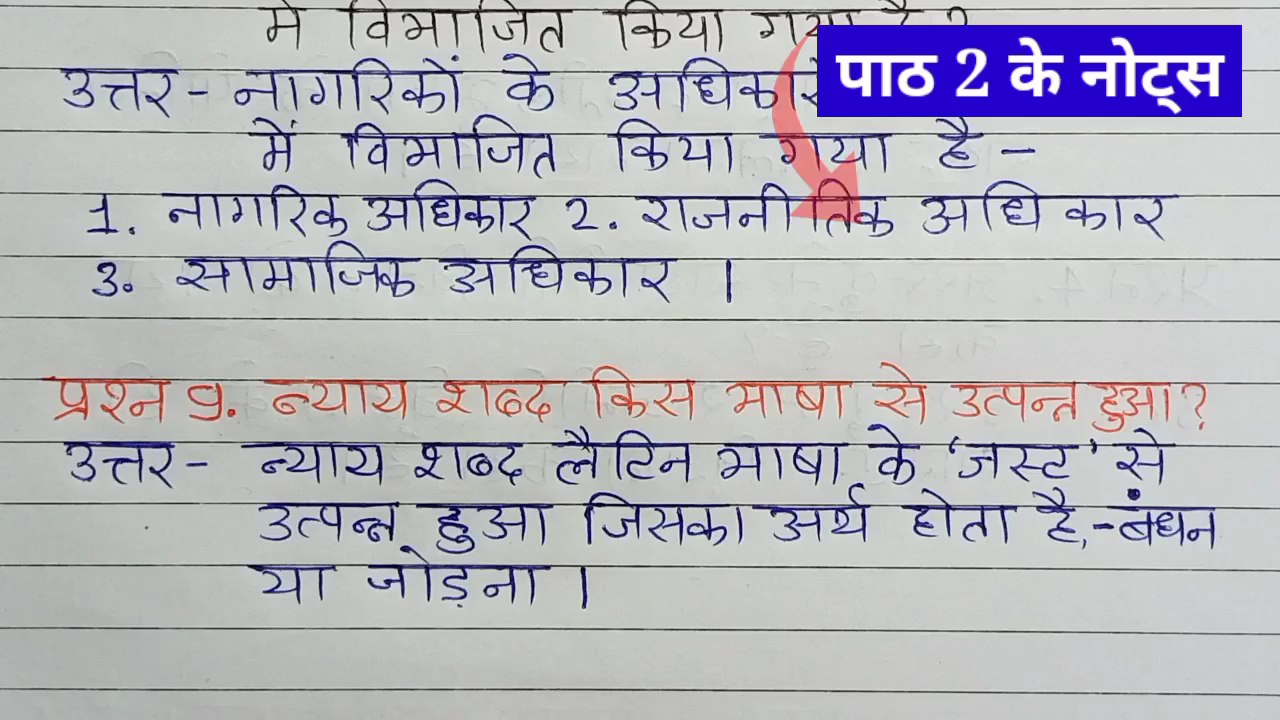 में विभाजित किया गया है ?
पाठ 2 के नोट्स
उत्तर - नागरिकों के अधिकारो
में विभाजित किया गया है -
1. नागरिक अधिकार 2. राजनीतिक अधिकार
3. सामाजिक अधिकार ।
प्रश्न 9. न्याय शब्द किस भाषा से उत्पन्न हुआ?
उत्तर - न्याय शब्द लैटिन भाषा के 'जस्ट' से
उत्पन्न हुआ जिसका अर्थ होता है,-बंधन
या जोड़ना ।